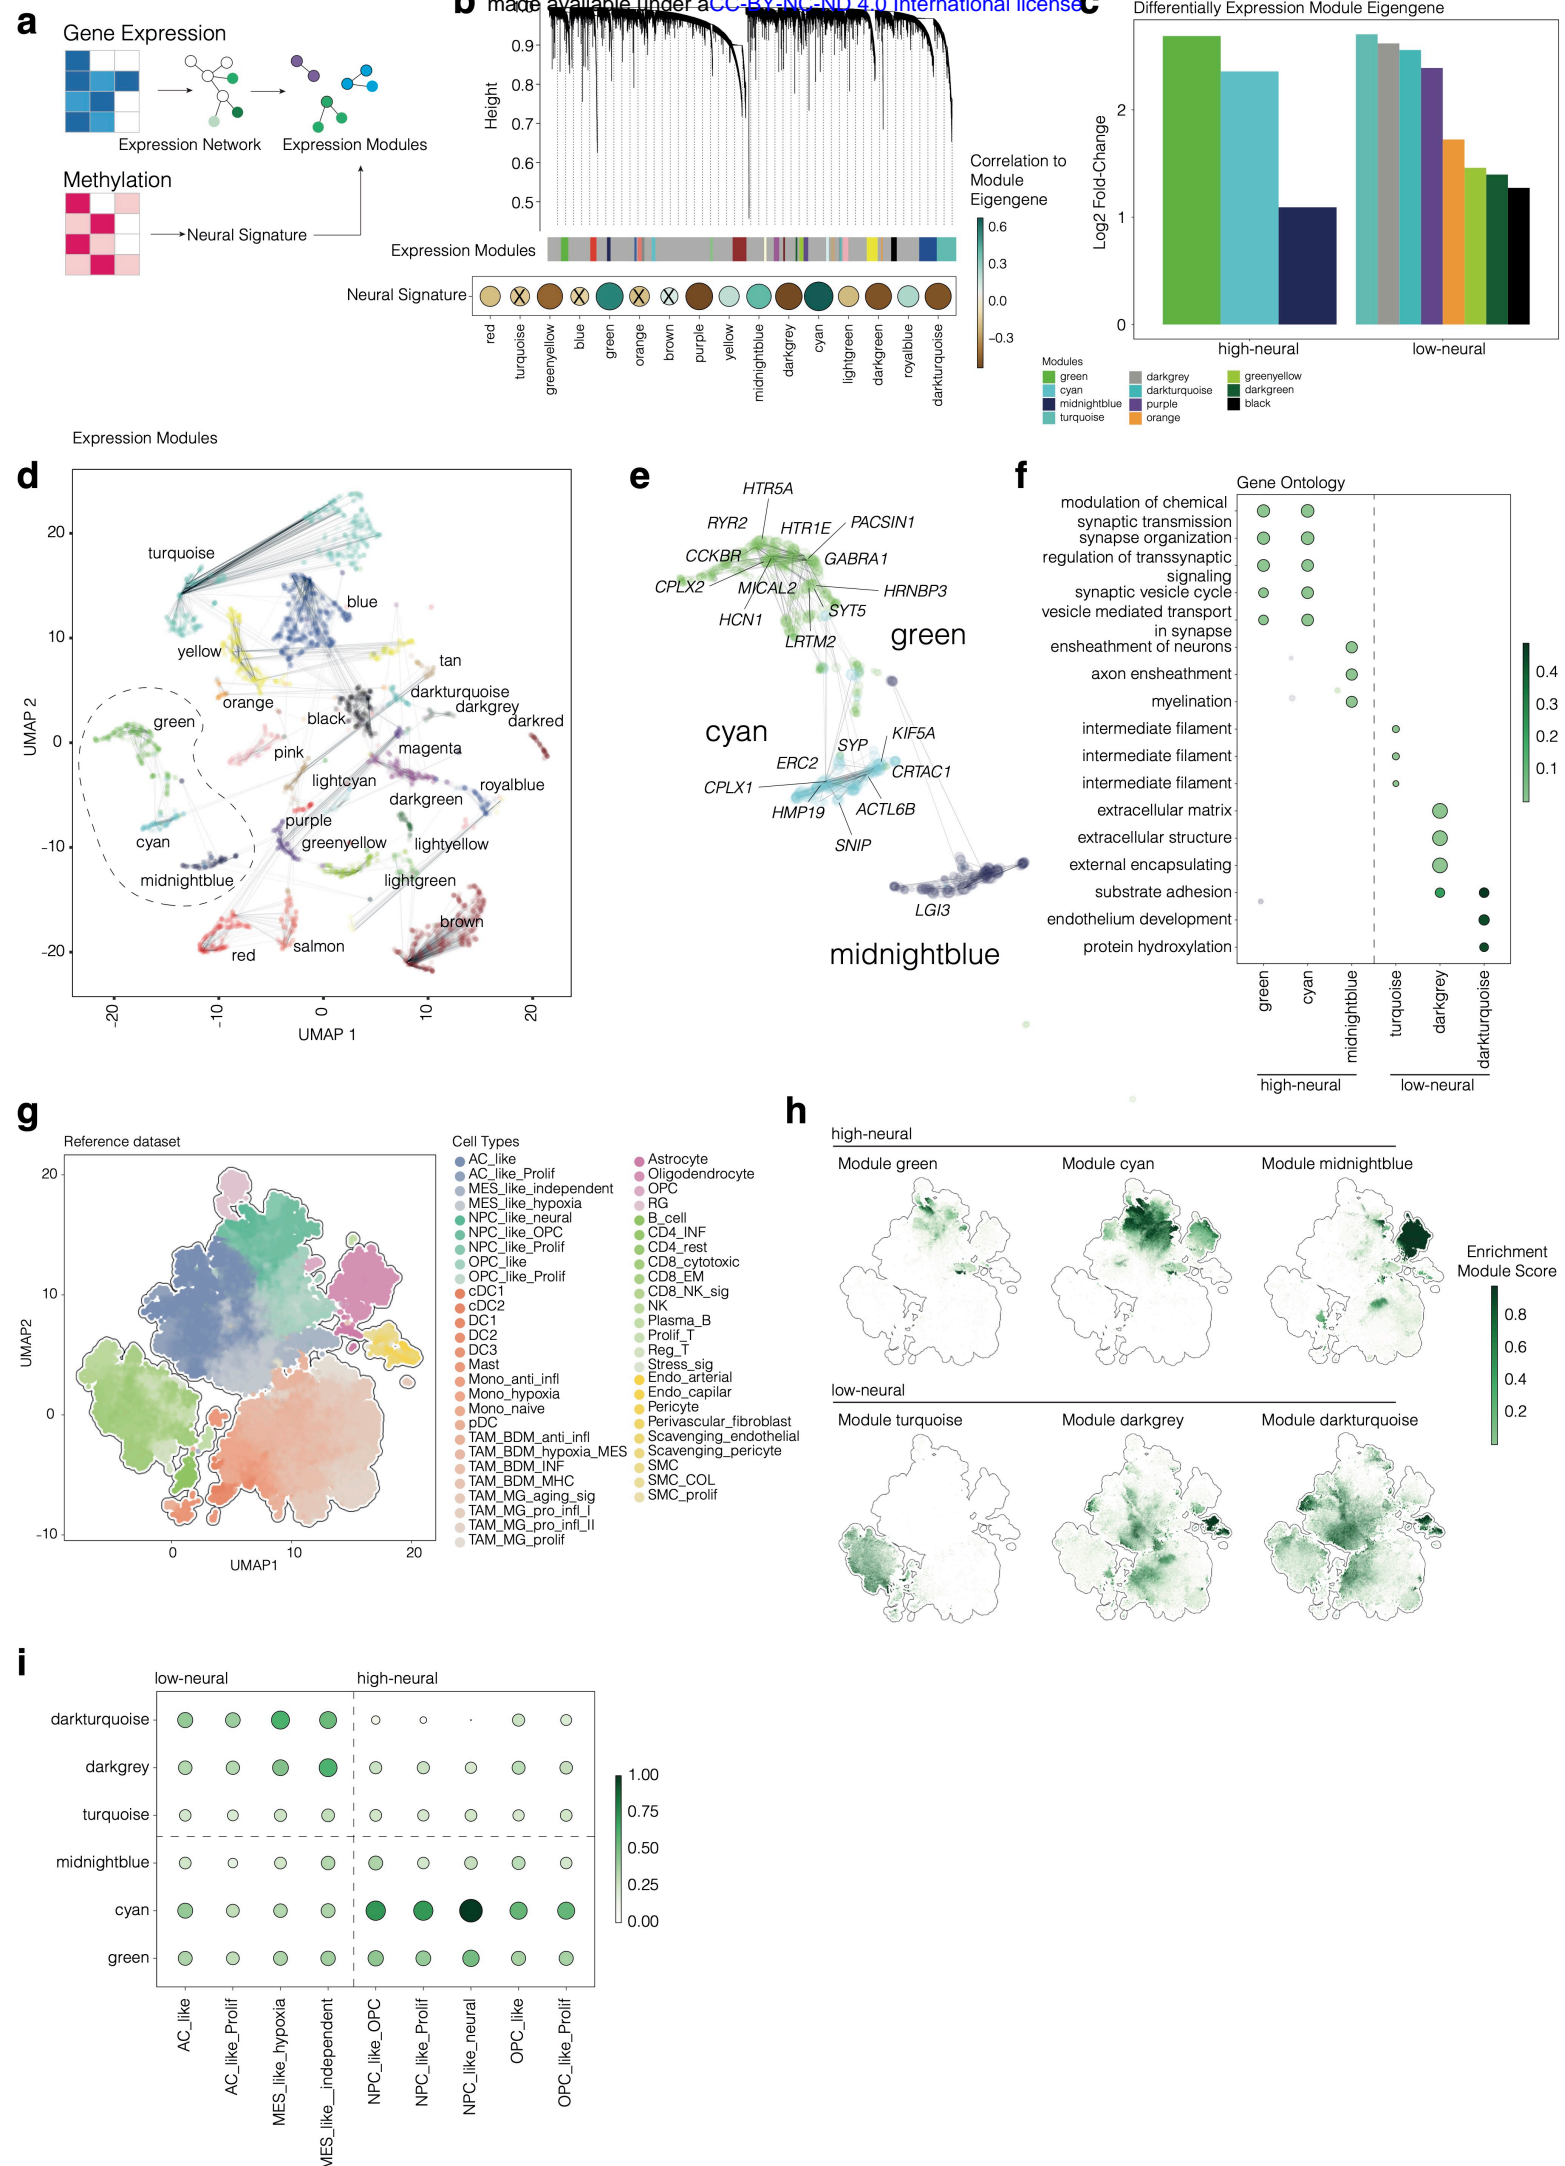 made available under aCC-BY-NC-ND 4.0 International license
a
Gene Expression
Expression Network
Expression Modules
Methylation
Neural Signature
b
Height
0.9
0.8
0.7
0.6
0.5
Expression Modules
Neural Signature
X
X
X
X
red
turquoise
greenyellow
blue
green
orange
brown
purple
yellow
midnightblue
darkgrey
cyan
lightgreen
darkgreen
royalblue
darkturquoise
Correlation to
Module
Eigengene
0.6
0.3
0.0
−0.3
c
Differentially Expression Module Eigengene
Log2 Fold-Change
2
1
0
high-neural
low-neural
Modules
green
cyan
midnightblue
turquoise
darkgrey
darkturquoise
purple
orange
greenyellow
darkgreen
black
d
Expression Modules
UMAP 2
20
10
0
−10
−20
turquoise
blue
yellow
tan
orange
darkturquoise
darkgrey
black
darkred
green
pink
magenta
lightcyan
royalblue
darkgreen
purple
cyan
greenyellow
lightyellow
midnightblue
lightgreen
brown
red
salmon
−20
−10
0
10
20
UMAP 1
e
HTR5A
RYR2
HTR1E
PACSIN1
CCKBR
GABRA1
CPLX2
MICAL2
HRNBP3
HCN1
SYT5
LRTM2
green
cyan
SYP
KIF5A
ERC2
CRTAC1
CPLX1
HMP19
ACTL6B
SNIP
LGI3
midnightblue
f
Gene Ontology
modulation of chemical
synaptic transmission
synapse organization
regulation of transsynaptic
signaling
synaptic vesicle cycle
vesicle mediated transport
in synapse
ensheathment of neurons
axon ensheathment
myelination
intermediate filament
intermediate filament
intermediate filament
extracellular matrix
extracellular structure
external encapsulating
substrate adhesion
endothelium development
protein hydroxylation
green
cyan
midnightblue
turquoise
darkgrey
darkturquoise
high-neural
low-neural
0.4
0.3
0.2
0.1
g
Reference dataset
UMAP2
20
10
0
-10
0
10
20
UMAP1
Cell Types
AC_like
AC_like_Prolif
MES_like_independent
MES_like_hypoxia
NPC_like_neural
NPC_like_OPC
NPC_like_Prolif
OPC_like
OPC_like_Prolif
cDC1
cDC2
DC1
DC2
DC3
Mast
Mono_anti_infl
Mono_hypoxia
Mono_naive
pDC
TAM_BDM_anti_infl
TAM_BDM_hypoxia_MES
TAM_BDM_INF
TAM_BDM_MHC
TAM_MG_aging_sig
TAM_MG_pro_infl_I
TAM_MG_pro_infl_II
TAM_MG_prolif
Astrocyte
Oligodendrocyte
OPC
RG
B_cell
CD4_INF
CD4_rest
CD8_cytotoxic
CD8_EM
CD8_NK_sig
NK
Plasma_B
Prolif_T
Reg_T
Stress_sig
Endo_arterial
Endo_capilar
Pericyte
Perivascular_fibroblast
Scavenging_endothelial
Scavenging_pericyte
SMC
SMC_COL
SMC_prolif
h
high-neural
Module green
Module cyan
Module midnightblue
low-neural
Module turquoise
Module darkgrey
Module darkturquoise
Enrichment
Module Score
0.8
0.6
0.4
0.2
i
low-neural
high-neural
darkturquoise
darkgrey
turquoise
midnightblue
cyan
green
AC_like
AC_like_Prolif
MES_like_hypoxia
MES_like__independent
NPC_like_OPC
NPC_like_Prolif
NPC_like_neural
OPC_like
OPC_like_Prolif
1.00
0.75
0.50
0.25
0.00